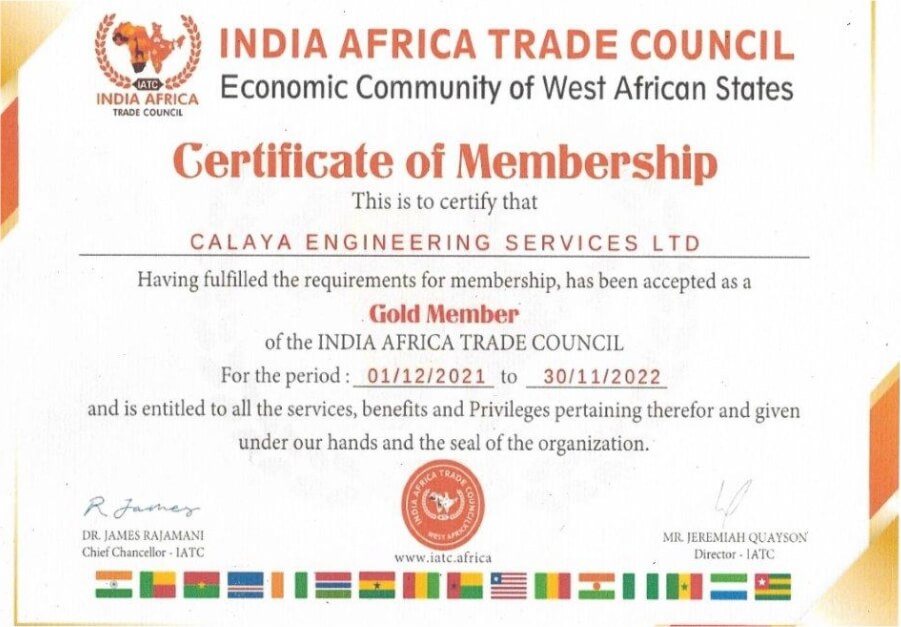 IATC
INDIA AFRICA
TRADE COUNCIL
INDIA AFRICA TRADE COUNCIL
Economic Community of West African States
Certificate of Membership
This is to certify that
CALAYA ENGINEERING SERVICES LTD
Having fulfilled the requirements for membership, has been accepted as a
Gold Member
of the INDIA AFRICA TRADE COUNCIL
For the period : 01/12/2021 to 30/11/2022
and is entitled to all the services, benefits and Privileges pertaining therefor and given
under our hands and the seal of the organization.
R James
DR. JAMES RAJAMANI
Chief Chancellor - IATC
INDIA AFRICA TRADE COUNCIL
WEST AFRICA
www.iatc.africa
MR. JEREMIAH QUAYSON
Director - IATC